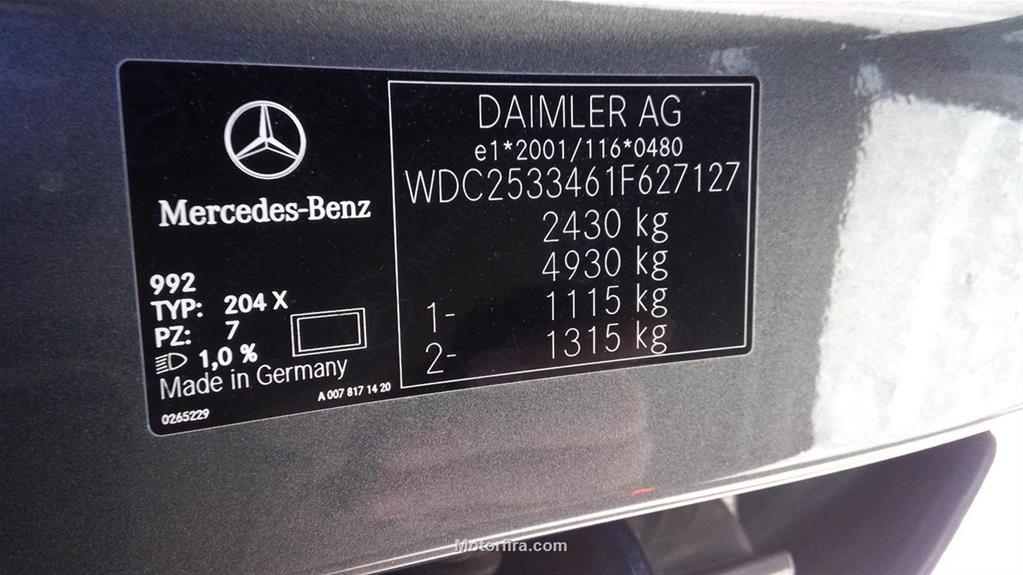 Mercedes-Benz
992
TYP: 204 X
PZ: 7
1,0 %
Made in Germany
0265229
A 007 817 14 20
DAIMLER AG
e1*2001/116*0480
WDC2533461F627127
2430 kg
4930 kg
1- 1115 kg
2- 1315 kg
Motorfira.com